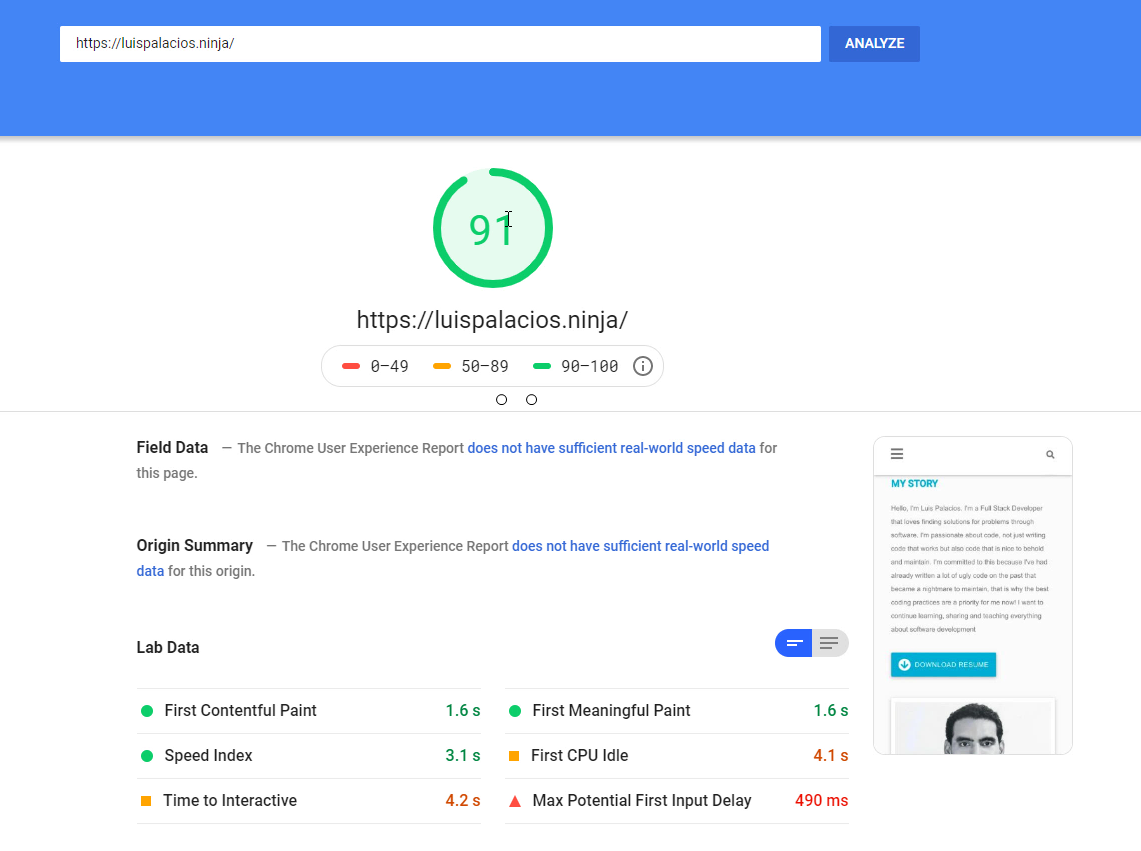 https://luispalacios.ninja/
ANALYZE
91
https://luispalacios.ninja/
0–49 50–89 90–100
Field Data — The Chrome User Experience Report does not have sufficient real-world speed data for
this page.
Origin Summary — The Chrome User Experience Report does not have sufficient real-world speed
data for this origin.
Lab Data
First Contentful Paint 1.6 s
First Meaningful Paint 1.6 s
Speed Index 3.1 s
First CPU Idle 4.1 s
Time to Interactive 4.2 s
Max Potential First Input Delay 490 ms
MY STORY
Hello, I'm Luis Palacios. I'm a Full Stack Developer
that loves finding solutions for problems through
software. I'm passionate about code, not just writing
code that works but also code that is nice to behold
and maintain. I'm committed to this because I've had
already written a lot of ugly code on the past that
became a nightmare to maintain, that is why the best
coding practices are a priority for me now! I want to
continue learning, sharing and teaching everything
about software development
DOWNLOAD RESUME